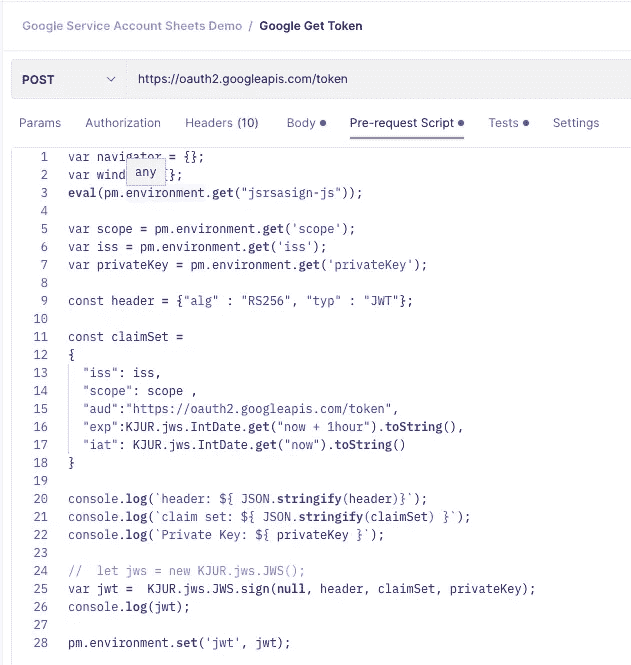 Google Service Account Sheets Demo / Google Get Token
POST https://oauth2.googleapis.com/token
Params Authorization Headers (10) Body Pre-request Script Tests Settings
1 var navigator = {};
2 var wind any {};
3 eval(pm.environment.get("jsrsasign-js"));
4
5 var scope = pm.environment.get('scope');
6 var iss = pm.environment.get('iss');
7 var privateKey = pm.environment.get('privateKey');
8
9 const header = {"alg" : "RS256", "typ" : "JWT"};
10
11 const claimSet =
12 {
13 "iss": iss,
14 "scope": scope ,
15 "aud":"https://oauth2.googleapis.com/token",
16 "exp":KJUR.jws.IntDate.get("now + 1hour").toString(),
17 "iat": KJUR.jws.IntDate.get("now").toString()
18 }
19
20 console.log(`header: ${ JSON.stringify(header)}`);
21 console.log(`claim set: ${ JSON.stringify(claimSet) }`);
22 console.log(`Private Key: ${ privateKey }`);
23
24 //  let jws = new KJUR.jws.JWS();
25 var jwt =  KJUR.jws.JWS.sign(null, header, claimSet, privateKey);
26 console.log(jwt);
27
28 pm.environment.set('jwt', jwt);